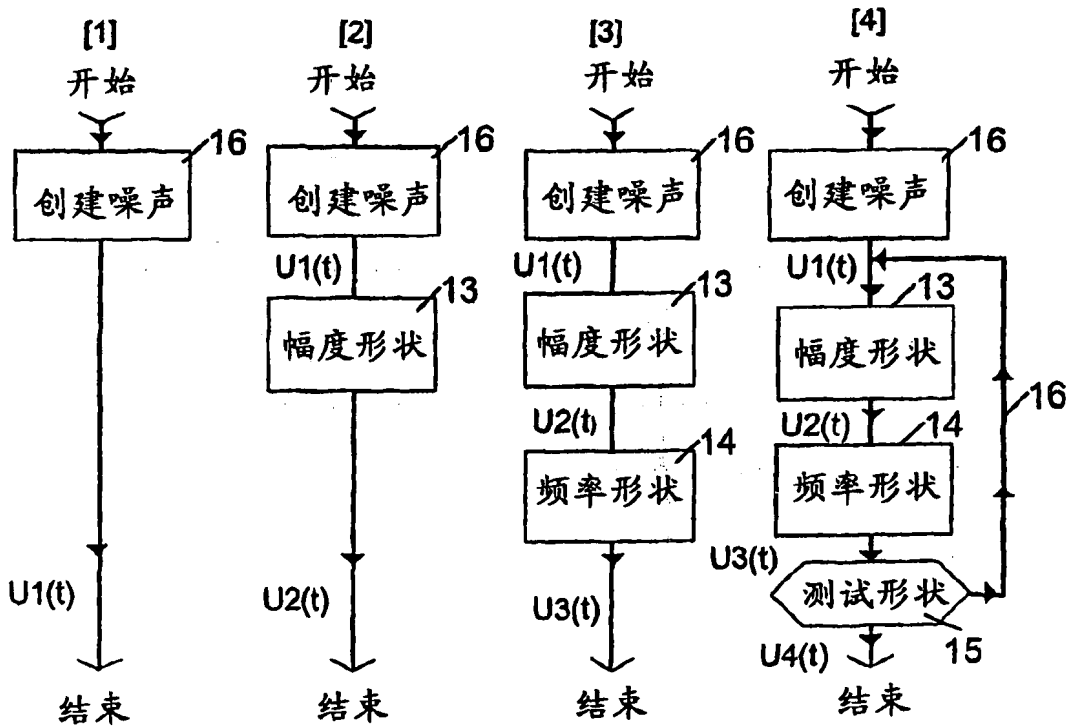 [1]
开始
16
创建噪声
U1(t)
结束
[2]
开始
16
创建噪声
U1(t)
13
幅度形状
U2(t)
结束
[3]
开始
16
创建噪声
U1(t)
13
幅度形状
U2(t)
14
频率形状
U3(t)
结束
[4]
开始
16
创建噪声
U1(t)
13
幅度形状
16
U2(t)
14
频率形状
U3(t)
测试形状
15
U4(t)
结束